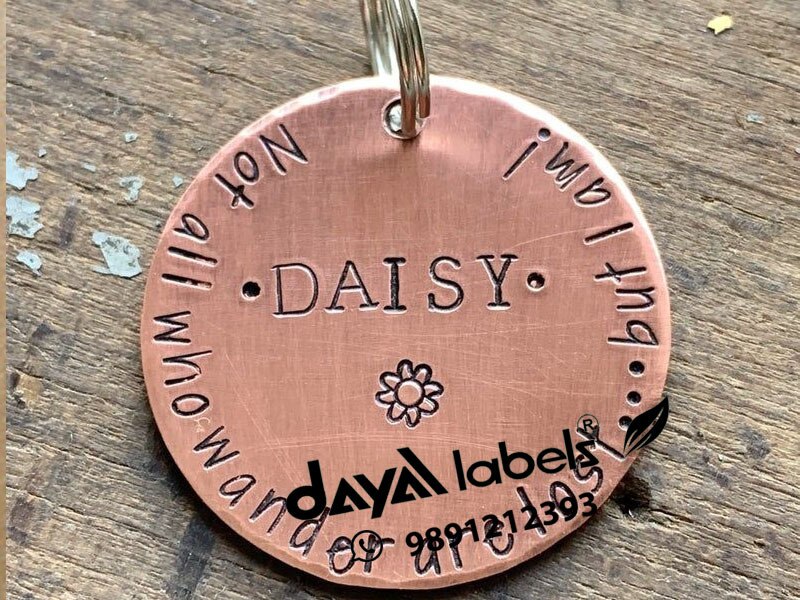 Not all who wander are lost... but I am!
•DAISY•
dayal labels®
9891212393